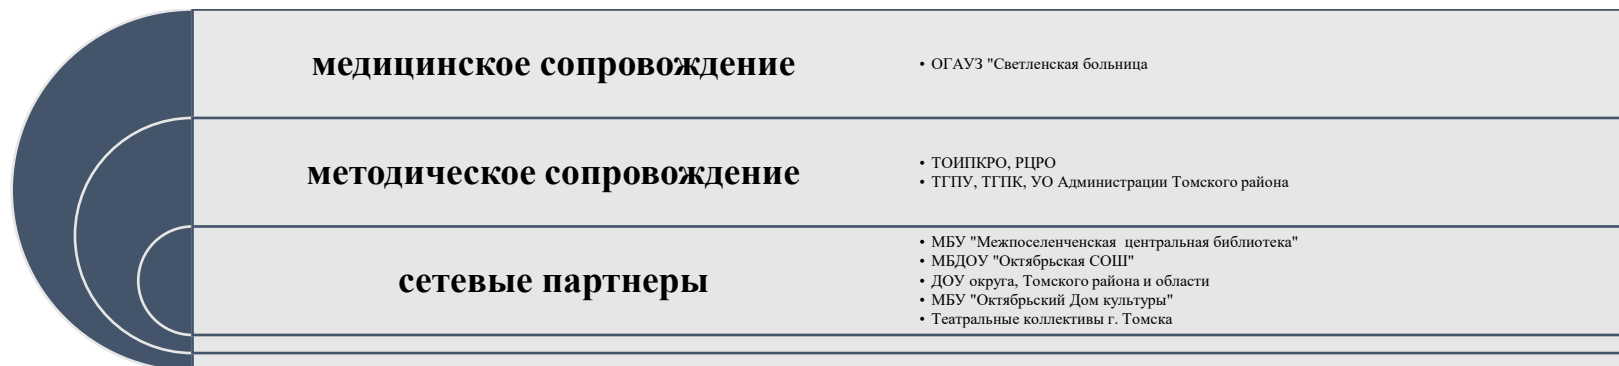 медицинское сопровождение
• ОГАУЗ "Светленская больница
методическое сопровождение
• ТОИПКРО, РЦРО
• ТГПУ, ТГПК, УО Администрации Томского района
сетевые партнеры
• МБУ "Межпоселенченская центральная библиотека"
• МБДОУ "Октябрьская СОШ"
• ДОУ округа, Томского района и области
• МБУ "Октябрьский Дом культуры"
• Театральные коллективы г. Томска